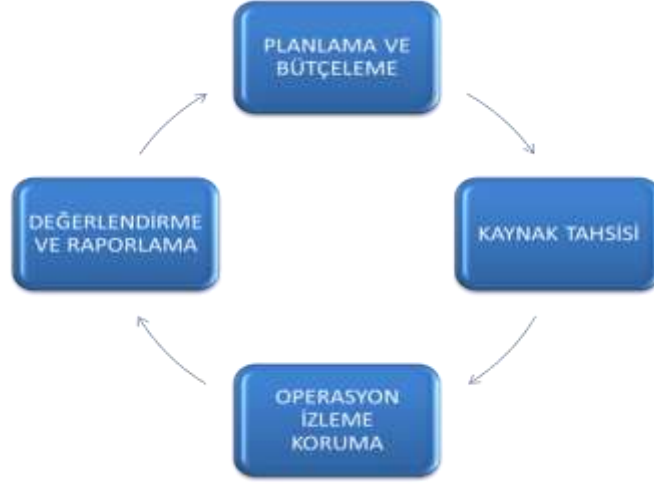 PLANLAMA VE
BÜTÇELEME
KAYNAK TAHSİSİ
OPERASYON
İZLEME
KORUMA
DEĞERLENDİRME
VE RAPORLAMA